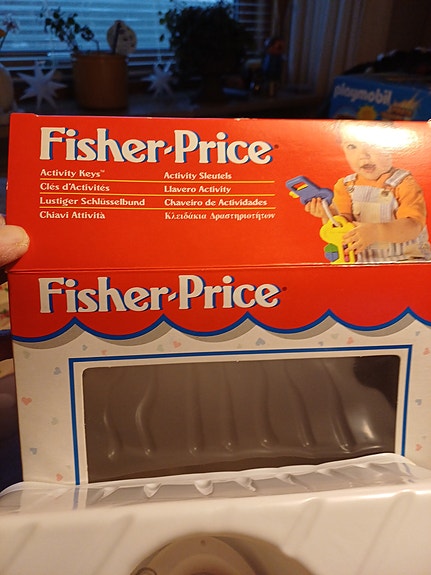 playmobil
Fisher-Price®
Activity Keys™ Activity Sleutels
Clés d'Activités Llavero Activity
Lustiger Schlüsselbund Chaveiro de Actividades
Chiavi Attività Κλειδάκια Δραστηριοτήτων
Fisher-Price®